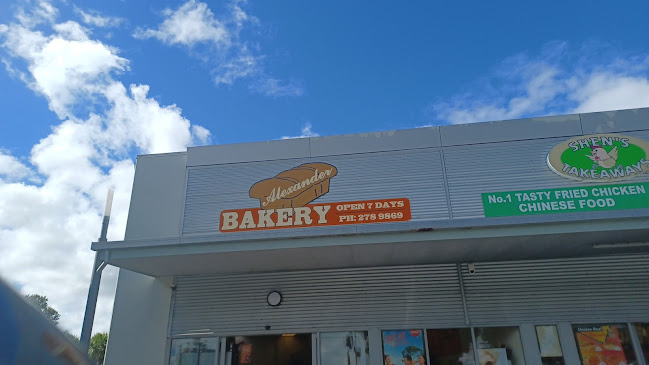 Alexander
BAKERY
OPEN 7 DAYS
PH: 278 9869
SHEN'S
TAKEAWAYS
No.1 TASTY FRIED CHICKEN
CHINESE FOOD